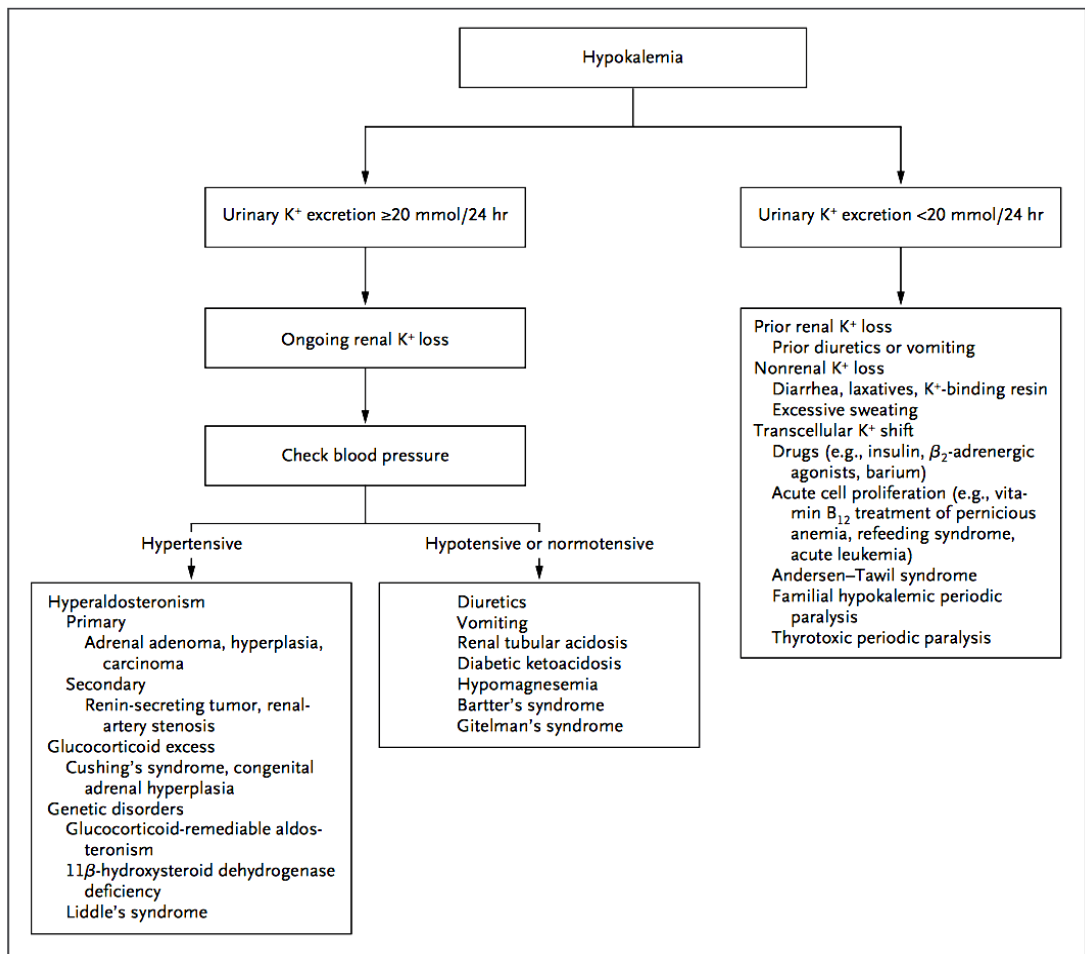 Hypokalemia
Urinary K⁺ excretion ≥20 mmol/24 hr
Urinary K⁺ excretion <20 mmol/24 hr
Ongoing renal K⁺ loss
Check blood pressure
Hypertensive
Hypotensive or normotensive
Hyperaldosteronism
Primary
Adrenal adenoma, hyperplasia,
carcinoma
Secondary
Renin-secreting tumor, renal-
artery stenosis
Glucocorticoid excess
Cushing’s syndrome, congenital
adrenal hyperplasia
Genetic disorders
Glucocorticoid-remediable aldos-
teronism
11β-hydroxysteroid dehydrogenase
deficiency
Liddle’s syndrome
Diuretics
Vomiting
Renal tubular acidosis
Diabetic ketoacidosis
Hypomagnesemia
Bartter’s syndrome
Gitelman’s syndrome
Prior renal K⁺ loss
Prior diuretics or vomiting
Nonrenal K⁺ loss
Diarrhea, laxatives, K⁺-binding resin
Excessive sweating
Transcellular K⁺ shift
Drugs (e.g., insulin, β₂-adrenergic
agonists, barium)
Acute cell proliferation (e.g., vita-
min B₁₂ treatment of pernicious
anemia, refeeding syndrome,
acute leukemia)
Andersen–Tawil syndrome
Familial hypokalemic periodic
paralysis
Thyrotoxic periodic paralysis